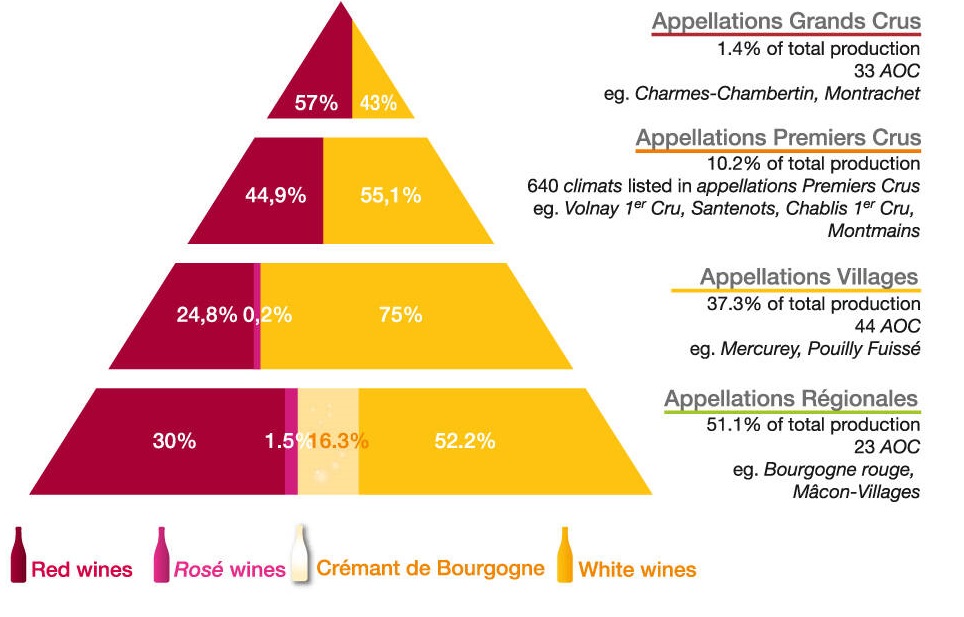 Appellations Grands Crus
1.4% of total production
33 AOC
eg. Charmes-Chambertin, Montrachet
57% 43%
Appellations Premiers Crus
10.2% of total production
640 climats listed in appellations Premiers Crus
eg. Volnay 1er Cru, Santenots, Chablis 1er Cru,
Montmains
44,9% 55,1%
Appellations Villages
37.3% of total production
44 AOC
eg. Mercurey, Pouilly Fuissé
24,8% 0,2% 75%
Appellations Régionales
51.1% of total production
23 AOC
eg. Bourgogne rouge,
Mâcon-Villages
30% 1.5% 16.3% 52.2%
Red wines Rosé wines Crémant de Bourgogne White wines